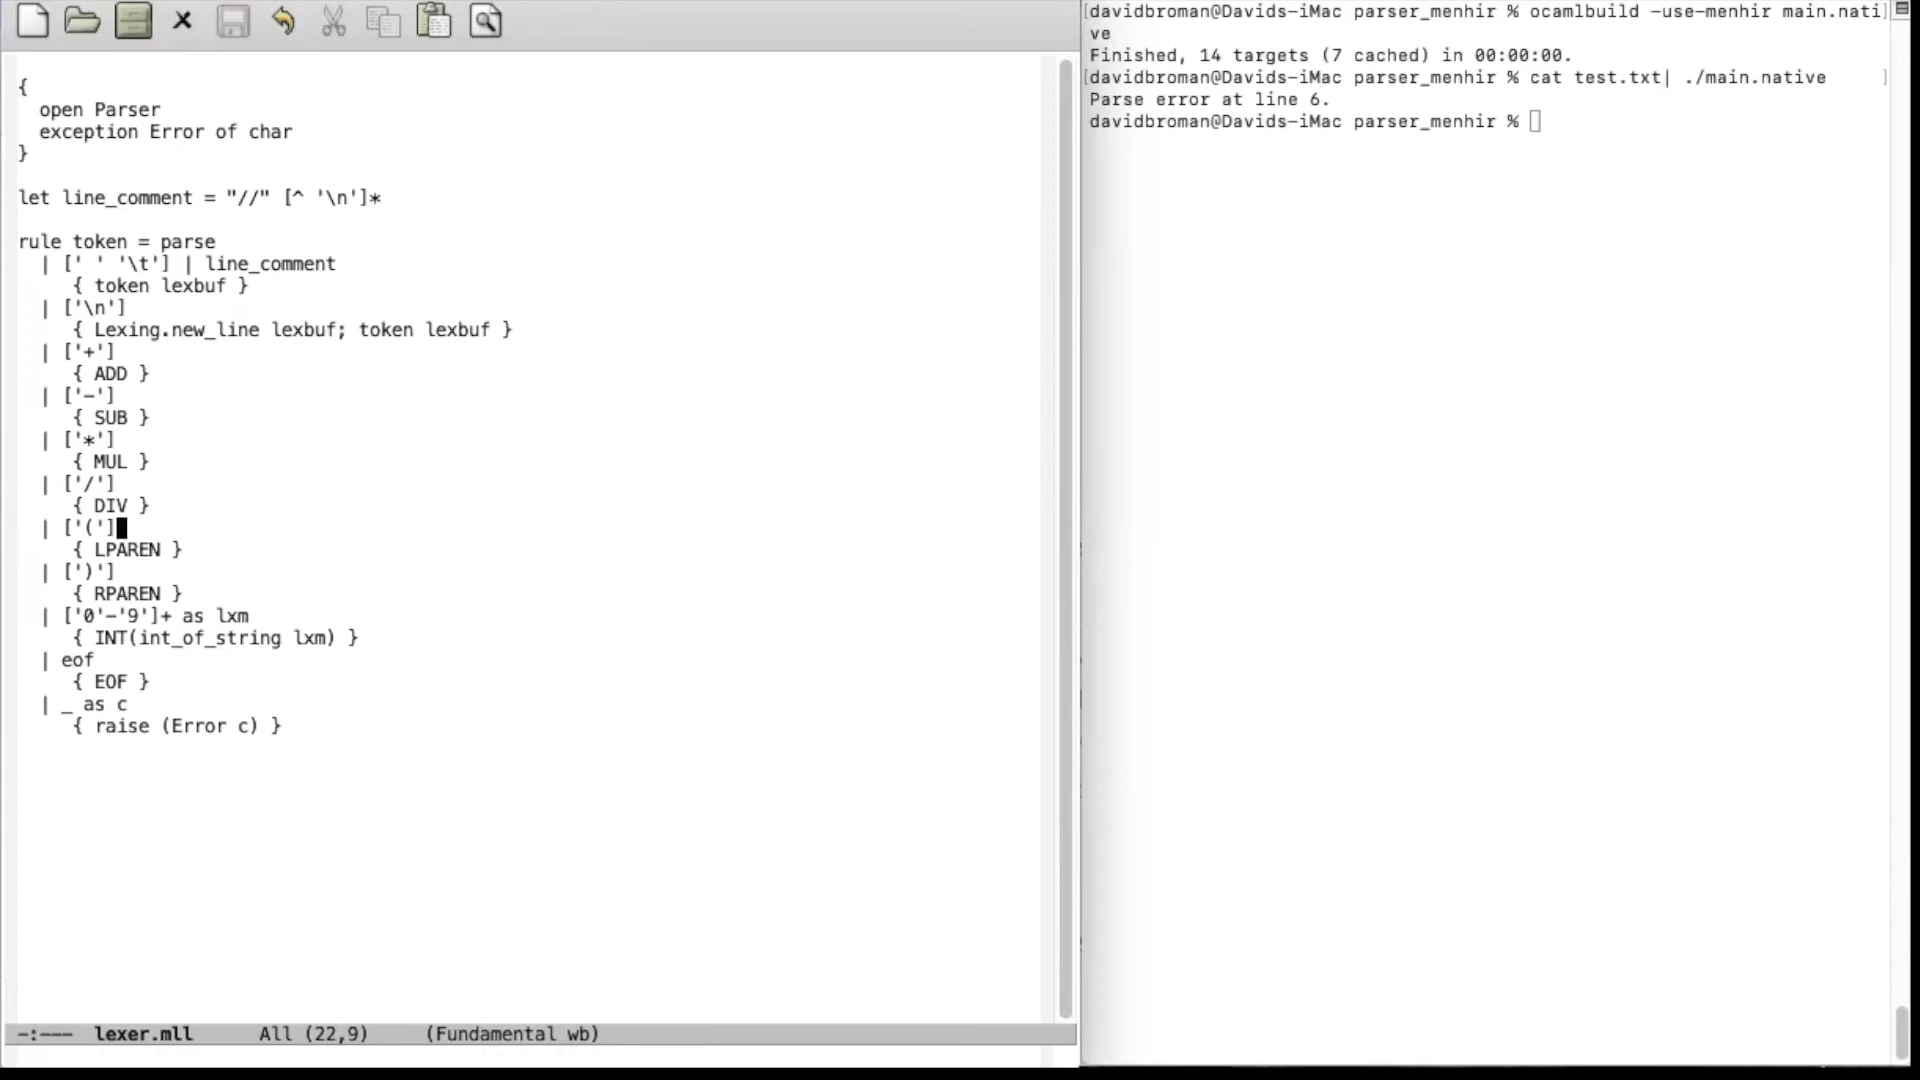 {
  open Parser
  exception Error of char
}
let line_comment = "//" [^ '\n']*
rule token = parse
  | [' ' '\t'] | line_comment
     { token lexbuf }
  | ['\n']
     { Lexing.new_line lexbuf; token lexbuf }
  | ['+']
     { ADD }
  | ['-']
     { SUB }
  | ['*']
     { MUL }
  | ['/']
     { DIV }
  | ['(']
     { LPAREN }
  | [')']
     { RPAREN }
  | ['0'-'9']+ as lxm
     { INT(int_of_string lxm) }
  | eof
     { EOF }
  | _ as c
     { raise (Error c) }
-:---  lexer.mll      All (22,9)     (Fundamental wb)
[davidbroman@Davids-iMac parser_menhir % ocamlbuild -use-menhir main.nati]
ve
Finished, 14 targets (7 cached) in 00:00:00.
[davidbroman@Davids-iMac parser_menhir % cat test.txt| ./main.native     ]
Parse error at line 6.
davidbroman@Davids-iMac parser_menhir %